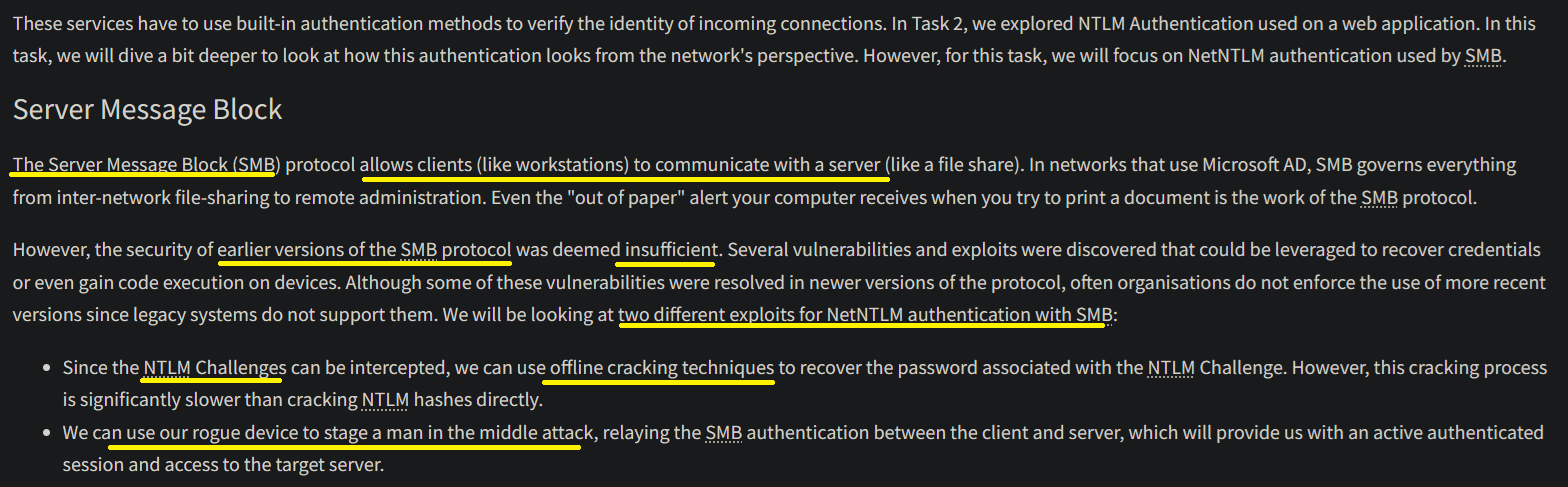 These services have to use built-in authentication methods to verify the identity of incoming connections. In Task 2, we explored NTLM Authentication used on a web application. In this
task, we will dive a bit deeper to look at how this authentication looks from the network's perspective. However, for this task, we will focus on NetNTLM authentication used by SMB.
Server Message Block
The Server Message Block (SMB) protocol allows clients (like workstations) to communicate with a server (like a file share). In networks that use Microsoft AD, SMB governs everything
from inter-network file-sharing to remote administration. Even the "out of paper" alert your computer receives when you try to print a document is the work of the SMB protocol.
However, the security of earlier versions of the SMB protocol was deemed insufficient. Several vulnerabilities and exploits were discovered that could be leveraged to recover credentials
or even gain code execution on devices. Although some of these vulnerabilities were resolved in newer versions of the protocol, often organisations do not enforce the use of more recent
versions since legacy systems do not support them. We will be looking at two different exploits for NetNTLM authentication with SMB:
• Since the NTLM Challenges can be intercepted, we can use offline cracking techniques to recover the password associated with the NTLM Challenge. However, this cracking process
is significantly slower than cracking NTLM hashes directly.
• We can use our rogue device to stage a man in the middle attack, relaying the SMB authentication between the client and server, which will provide us with an active authenticated
session and access to the target server.